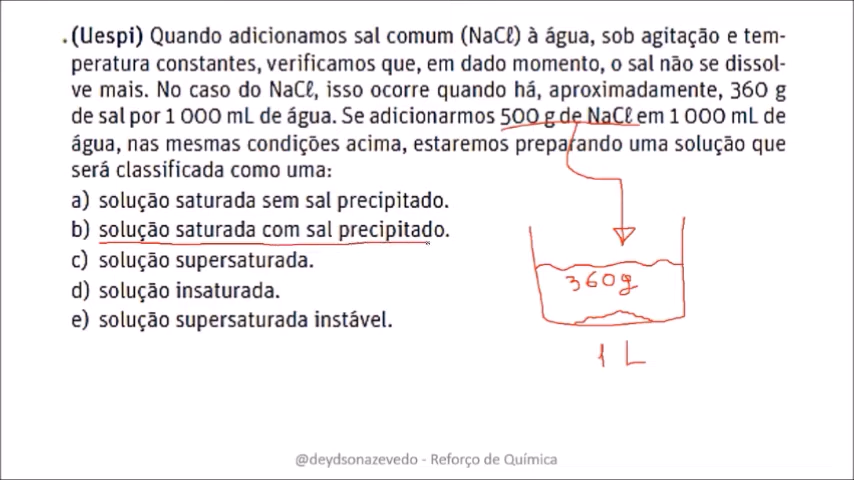 .(Uespi) Quando adicionamos sal comum (NaCℓ) à água, sob agitação e tem-
peratura constantes, verificamos que, em dado momento, o sal não se dissol-
ve mais. No caso do NaCℓ, isso ocorre quando há, aproximadamente, 360 g
de sal por 1 000 mL de água. Se adicionarmos 500 g de NaCℓ em 1 000 mL de
água, nas mesmas condições acima, estaremos preparando uma solução que
será classificada como uma:
a) solução saturada sem sal precipitado.
b) solução saturada com sal precipitado.
c) solução supersaturada.
d) solução insaturada.
e) solução supersaturada instável.
360g
1 L
@deydsonazevedo - Reforço de Química